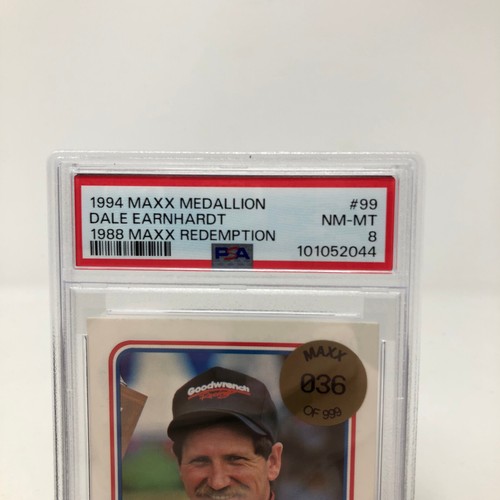 1994 MAXX MEDALLION #99
DALE EARNHARDT NM-MT
1988 MAXX REDEMPTION 8
PSA 101052044
MAXX
036
OF 999
Goodwrench